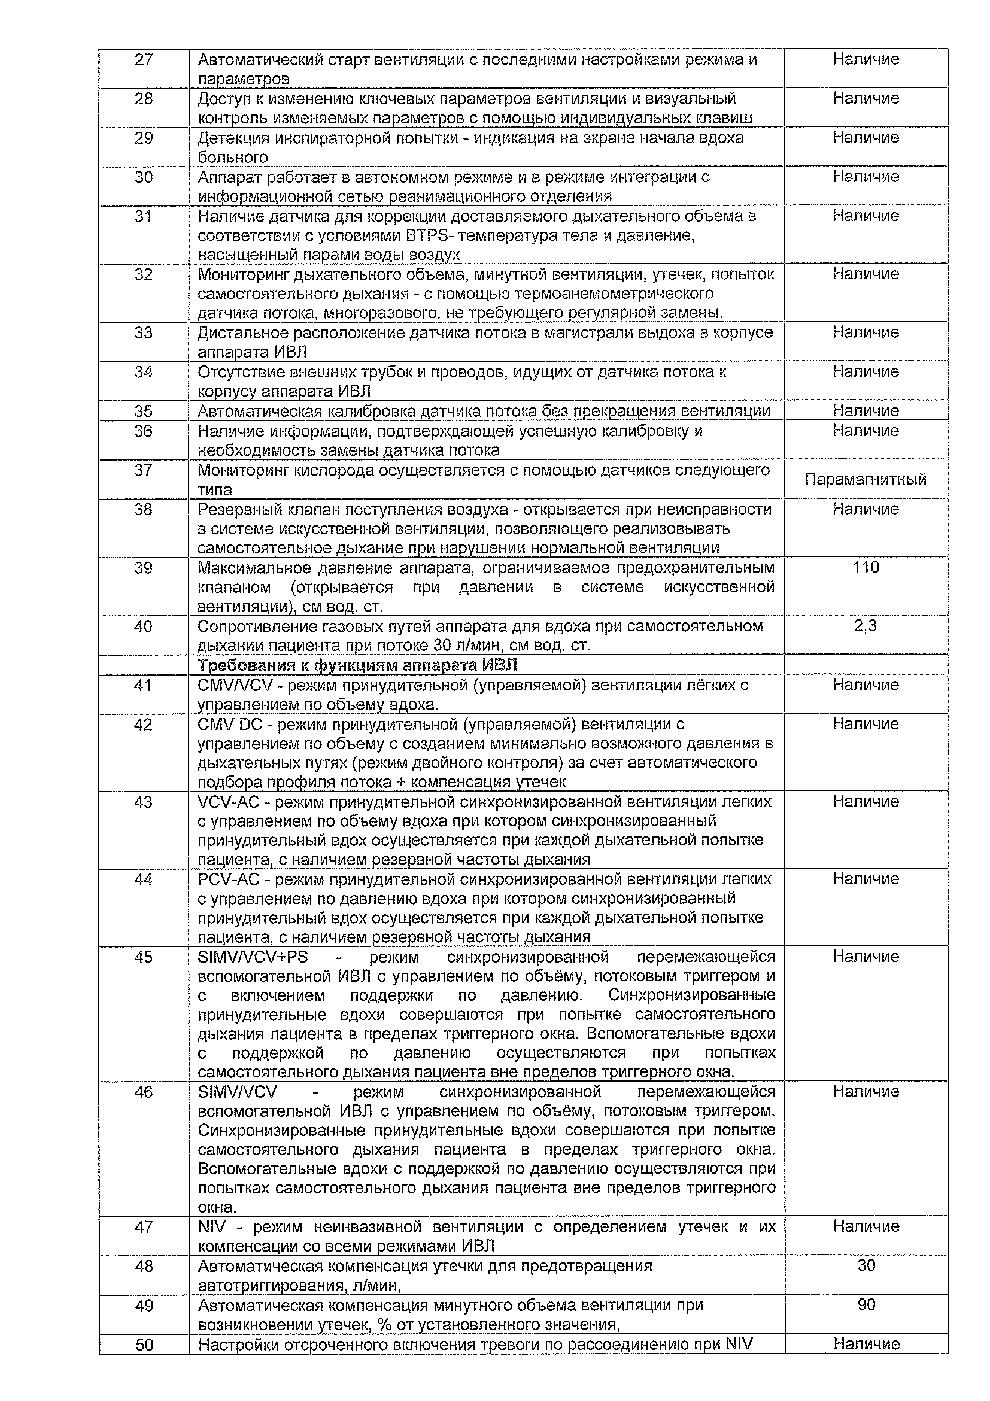 27 Автоматический старт вентиляции с последними настройками режима и Наличие
параметров
28 Доступ к изменению ключевых параметров вентиляции и визуальный Наличие
контроль изменяемых параметров с помощью индивидуальных клавиш
29 Детекция инспираторной попытки - индикация на экране начала вдоха Наличие
больного
30 Аппарат работает в автономном режиме и в режиме интеграции с Наличие
информационной сетью реанимационного отделения
31 Наличие датчика для коррекции доставляемого дыхательного объема в Наличие
соответствии с условиями BTPS- температура тела и давление,
насыщенный парами воды воздух
32 Мониторинг дыхательного объема, минутной вентиляции, утечек, попыток Наличие
самостоятельного дыхания - с помощью термоанемометрического
датчика потока, многоразового, не требующего регулярной замены.
33 Дистальное расположение датчика потока в магистрали выдоха в корпусе Наличие
аппарата ИВЛ
34 Отсутствие внешних трубок и проводов, идущих от датчика потока к Наличие
корпусу аппарата ИВЛ
35 Автоматическая калибровка датчика потока без прекращения вентиляции Наличие
36 Наличие информации, подтверждающей успешную калибровку и Наличие
необходимость замены датчика потока
37 Мониторинг кислорода осуществляется с помощью датчиков следующего Парамагнитный
типа
38 Резервный клапан поступления воздуха - открывается при неисправности Наличие
в системе искусственной вентиляции, позволяющего реализовывать
самостоятельное дыхание при нарушении нормальной вентиляции
39 Максимальное давление аппарата, ограничиваемое предохранительным 110
клапаном (открывается при давлении в системе искусственной
вентиляции), см вод. ст.
40 Сопротивление газовых путей аппарата для вдоха при самостоятельном 2,3
дыхании пациента при потоке 30 л/мин, см вод. ст.
Требования к функциям аппарата ИВЛ
41 CMV/VCV - режим принудительной (управляемой) вентиляции лёгких с Наличие
управлением по объему вдоха.
42 CMV DC - режим принудительной (управляемой) вентиляции с Наличие
управлением по объему с созданием минимально возможного давления в
дыхательных путях (режим двойного контроля) за счет автоматического
подбора профиля потока + компенсация утечек
43 VCV-AC - режим принудительной синхронизированной вентиляции легких Наличие
с управлением по объему вдоха при котором синхронизированный
принудительный вдох осуществляется при каждой дыхательной попытке
пациента, с наличием резервной частоты дыхания
44 PCV-AC - режим принудительной синхронизированной вентиляции легких Наличие
с управлением по давлению вдоха при котором синхронизированный
принудительный вдох осуществляется при каждой дыхательной попытке
пациента, с наличием резервной частоты дыхания
45 SIMV/VCV+PS - режим синхронизированной перемежающейся Наличие
вспомогательной ИВЛ с управлением по объёму, потоковым триггером и
с включением поддержки по давлению. Синхронизированные
принудительные вдохи совершаются при попытке самостоятельного
дыхания пациента в пределах триггерного окна. Вспомогательные вдохи
с поддержкой по давлению осуществляются при попытках
самостоятельного дыхания пациента вне пределов триггерного окна.
46 SIMV/VCV - режим синхронизированной перемежающейся Наличие
вспомогательной ИВЛ с управлением по объёму, потоковым триггером.
Синхронизированные принудительные вдохи совершаются при попытке
самостоятельного дыхания пациента в пределах триггерного окна.
Вспомогательные вдохи с поддержкой по давлению осуществляются при
попытках самостоятельного дыхания пациента вне пределов триггерного
окна.
47 NIV - режим неинвазивной вентиляции с определением утечек и их Наличие
компенсации со всеми режимами ИВЛ
48 Автоматическая компенсация утечки для предотвращения 30
автотриггирования, л/мин,
49 Автоматическая компенсация минутного объема вентиляции при 90
возникновении утечек, % от установленного значения,
50 Настройки отсроченного включения тревоги по рассоединению при NIV Наличие